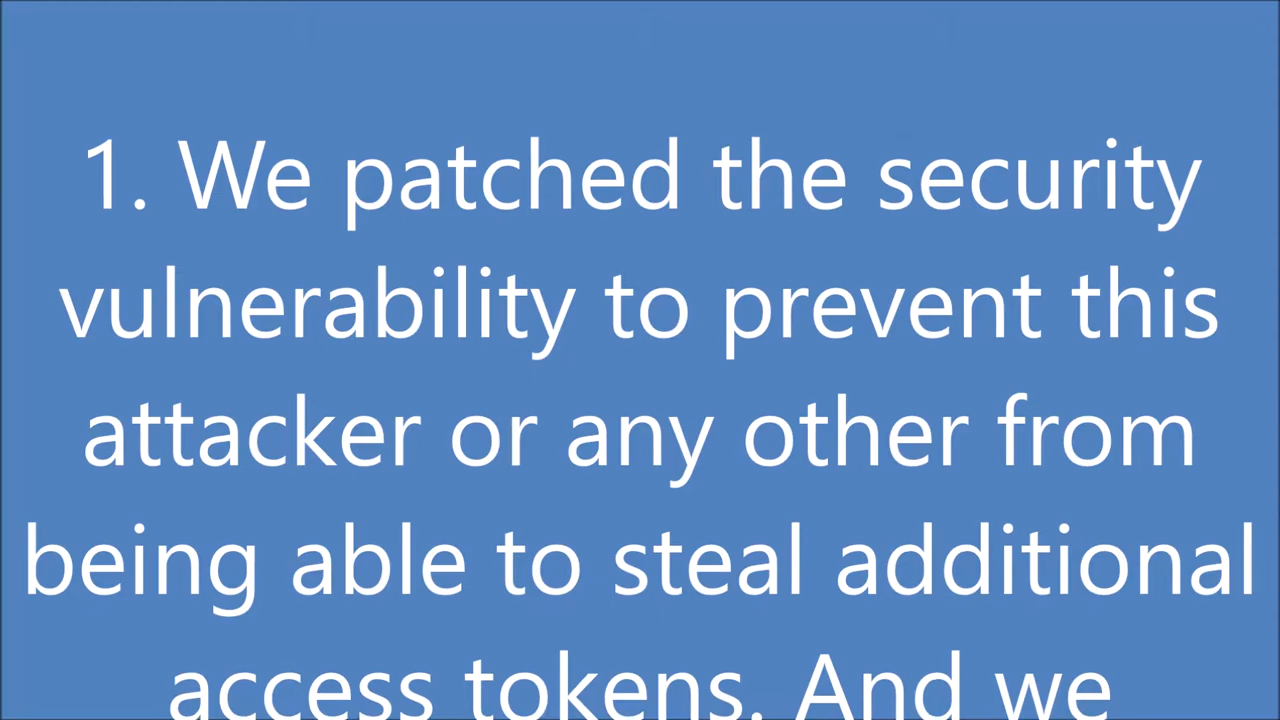 1. We patched the security
vulnerability to prevent this
attacker or any other from
being able to steal additional
access tokens. And we